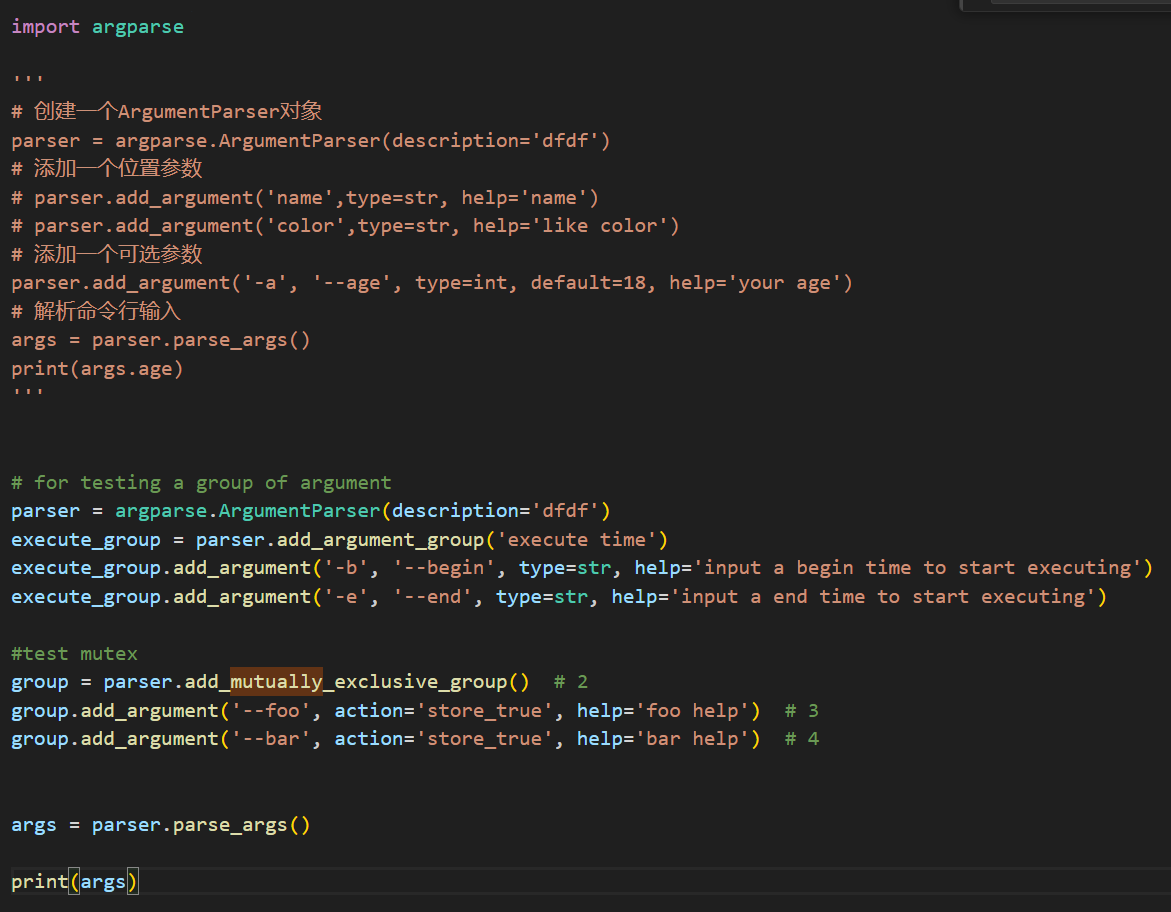 import argparse
'''
# 创建一个ArgumentParser对象
parser = argparse.ArgumentParser(description='dfdf')
# 添加一个位置参数
# parser.add_argument('name',type=str, help='name')
# parser.add_argument('color',type=str, help='like color')
# 添加一个可选参数
parser.add_argument('-a', '--age', type=int, default=18, help='your age')
# 解析命令行输入
args = parser.parse_args()
print(args.age)
'''
# for testing a group of argument
parser = argparse.ArgumentParser(description='dfdf')
execute_group = parser.add_argument_group('execute time')
execute_group.add_argument('-b', '--begin', type=str, help='input a begin time to start executing')
execute_group.add_argument('-e', '--end', type=str, help='input a end time to start executing')
#test mutex
group = parser.add_mutually_exclusive_group()  # 2
group.add_argument('--foo', action='store_true', help='foo help')  # 3
group.add_argument('--bar', action='store_true', help='bar help')  # 4
args = parser.parse_args()
print(args)